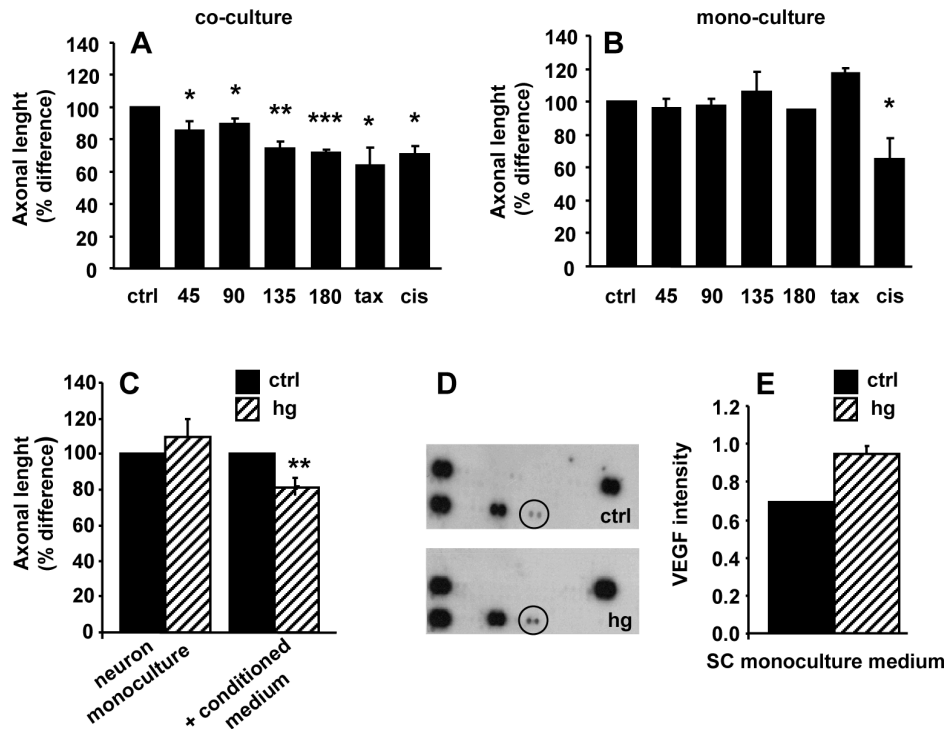 co-culture
A
Axonal lenght
(% difference)
140
120
100
80
60
40
20
0
*
*
**
***
*
*
ctrl 45 90 135 180 tax cis
mono-culture
B
Axonal lenght
(% difference)
140
120
100
80
60
40
20
0
*
ctrl 45 90 135 180 tax cis
C
ctrl
hg
Axonal lenght
(% difference)
140
120
100
80
60
40
20
0
**
neuron
monoculture
+ conditioned
medium
D
ctrl
hg
E
ctrl
hg
VEGF intensity
1.2
1.0
0.8
0.6
0.4
0.2
0.0
SC monoculture medium